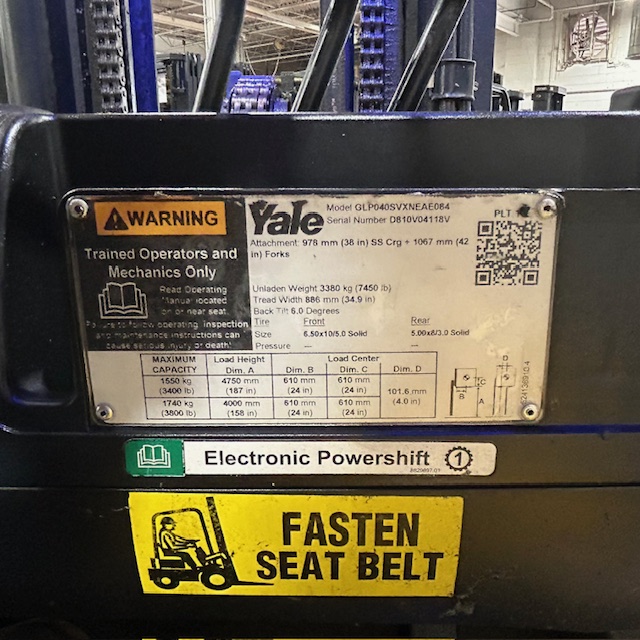 WARNING
Trained Operators and
Mechanics Only
Read Operating
Manual located
on or near seat.
Failure to follow operating, inspection
and maintenance instructions can
cause serious injury or death.
Yale
Model GLP040SVXNEAE084
Serial Number D810V04118V
PLT
Attachment: 978 mm (38 in) SS Crg + 1067 mm (42
in) Forks
Unladen Weight 3380 kg (7450 lb)
Tread Width 886 mm (34.9 in)
Back Tilt 6.0 Degrees
Tire Front Rear
Size 6.50x10/5.0 Solid 5.00x8/3.0 Solid
Pressure — —
MAXIMUM CAPACITY Load Height Dim. A Load Center Dim. B Dim. C Dim. D
1550 kg 4750 mm 610 mm 610 mm
(3400 lb) (187 in) (24 in) (24 in)
101.6 mm
(4.0 in)
1740 kg 4000 mm 610 mm 610 mm
(3800 lb) (158 in) (24 in) (24 in)
D
C
B
A
Electronic Powershift 1
FASTEN
SEAT BELT